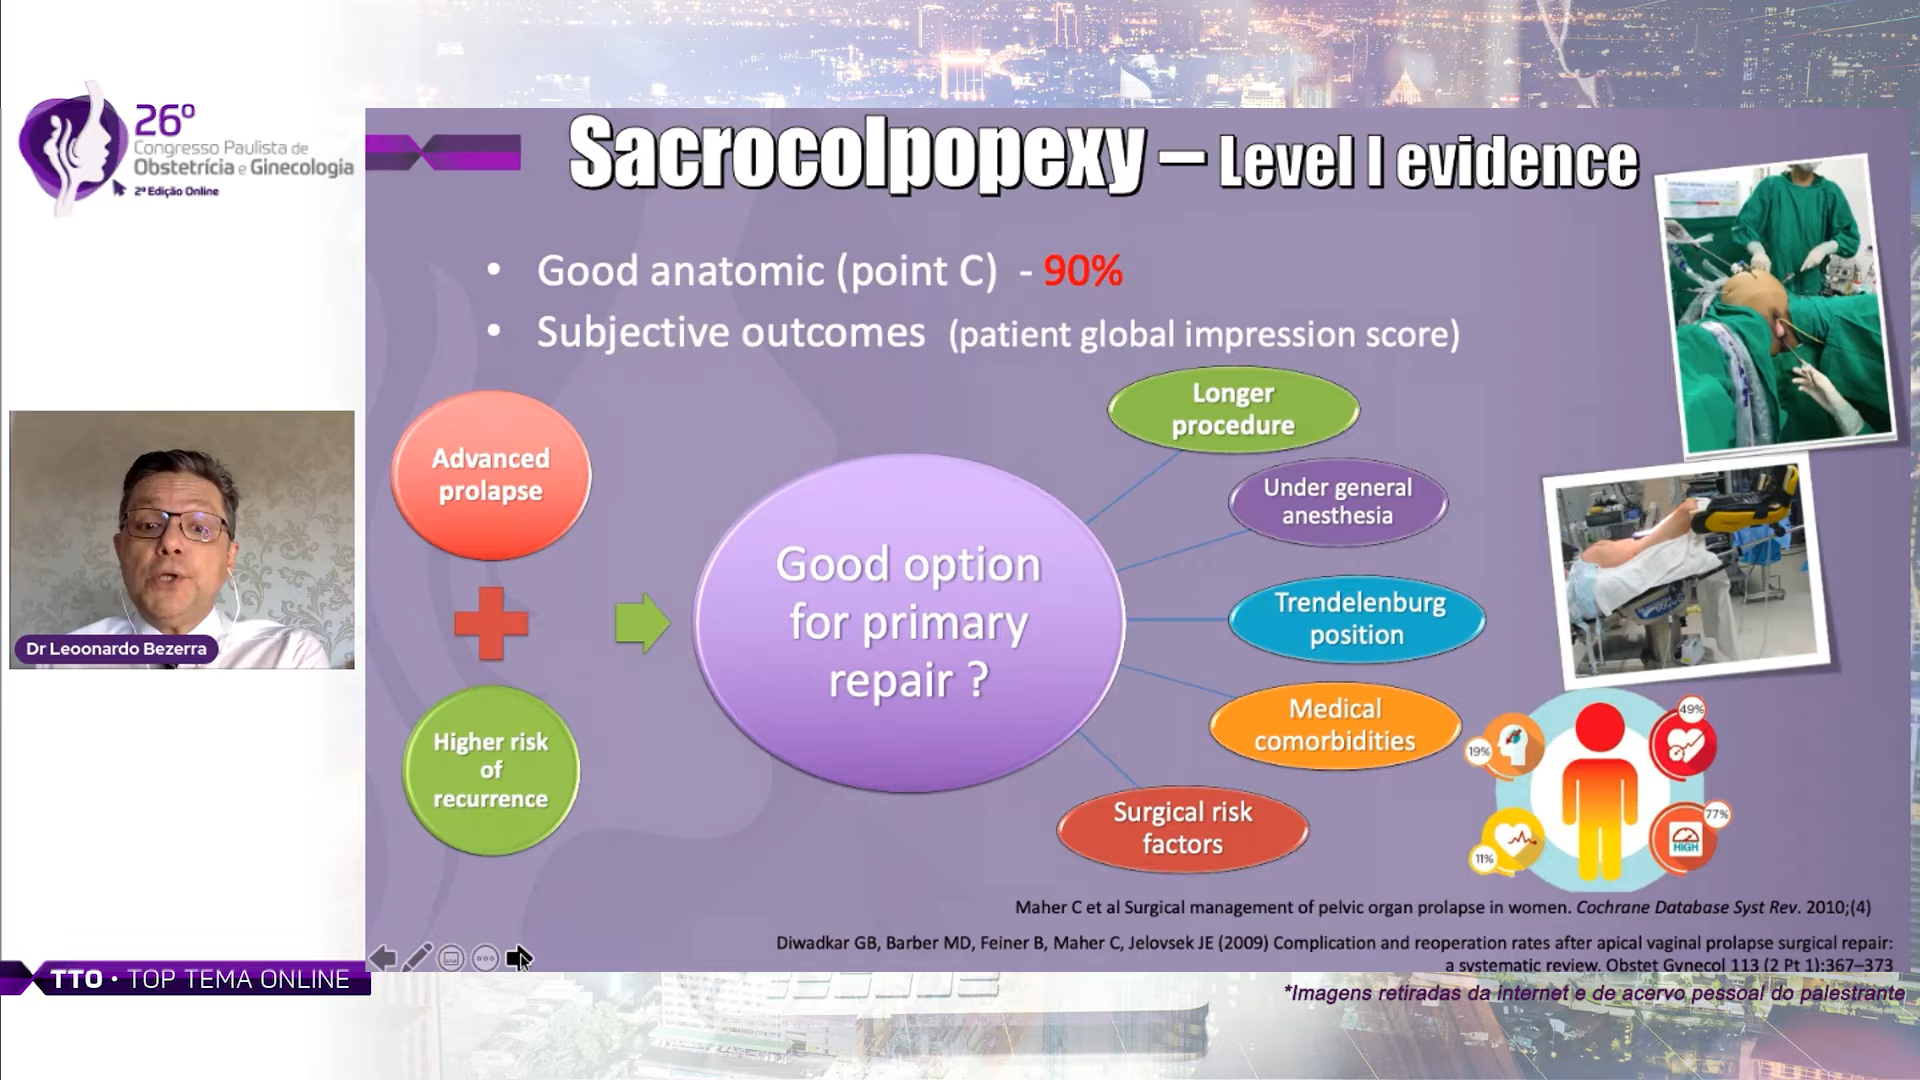 26º
Congresso Paulista de
Obstetrícia e Ginecologia
2ª Edição Online
Sacrocolpopexy – Level I evidence
• Good anatomic (point C) - 90%
• Subjective outcomes (patient global impression score)
Advanced
prolapse
Higher risk
of
recurrence
Good option
for primary
repair ?
Longer
procedure
Under general
anesthesia
Trendelenburg
position
Medical
comorbidities
Surgical risk
factors
19%
49%
11%
77%
HIGH
Dr Leoonardo Bezerra
Maher C et al Surgical management of pelvic organ prolapse in women. Cochrane Database Syst Rev. 2010;(4)
Diwadkar GB, Barber MD, Feiner B, Maher C, Jelovsek JE (2009) Complication and reoperation rates after apical vaginal prolapse surgical repair:
a systematic review. Obstet Gynecol 113 (2 Pt 1):367–373
TTO • TOP TEMA ONLINE
*Imagens retiradas da internet e de acervo pessoal do palestrante